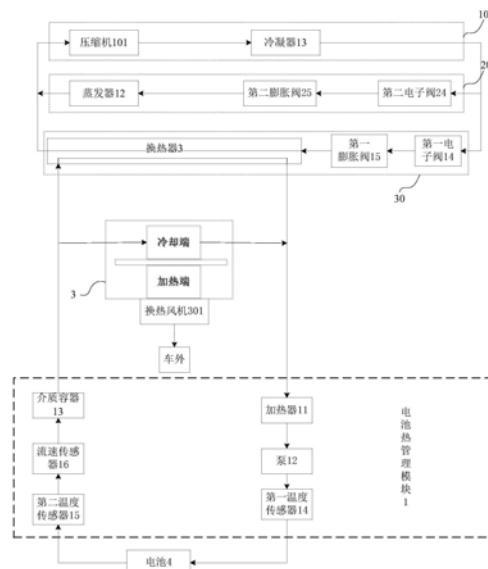 10
压缩机101
冷凝器13
20
蒸发器12
第二膨胀阀25
第二电子阀24
换热器3
第一
膨胀阀15
第一电
子阀14
30
冷却端
加热端
3
换热风机301
车外
介质容器
13
加热器11
电池热管理模块1
流速传感
器16
泵12
第二温度
传感器15
第一温度
传感器14
电池4